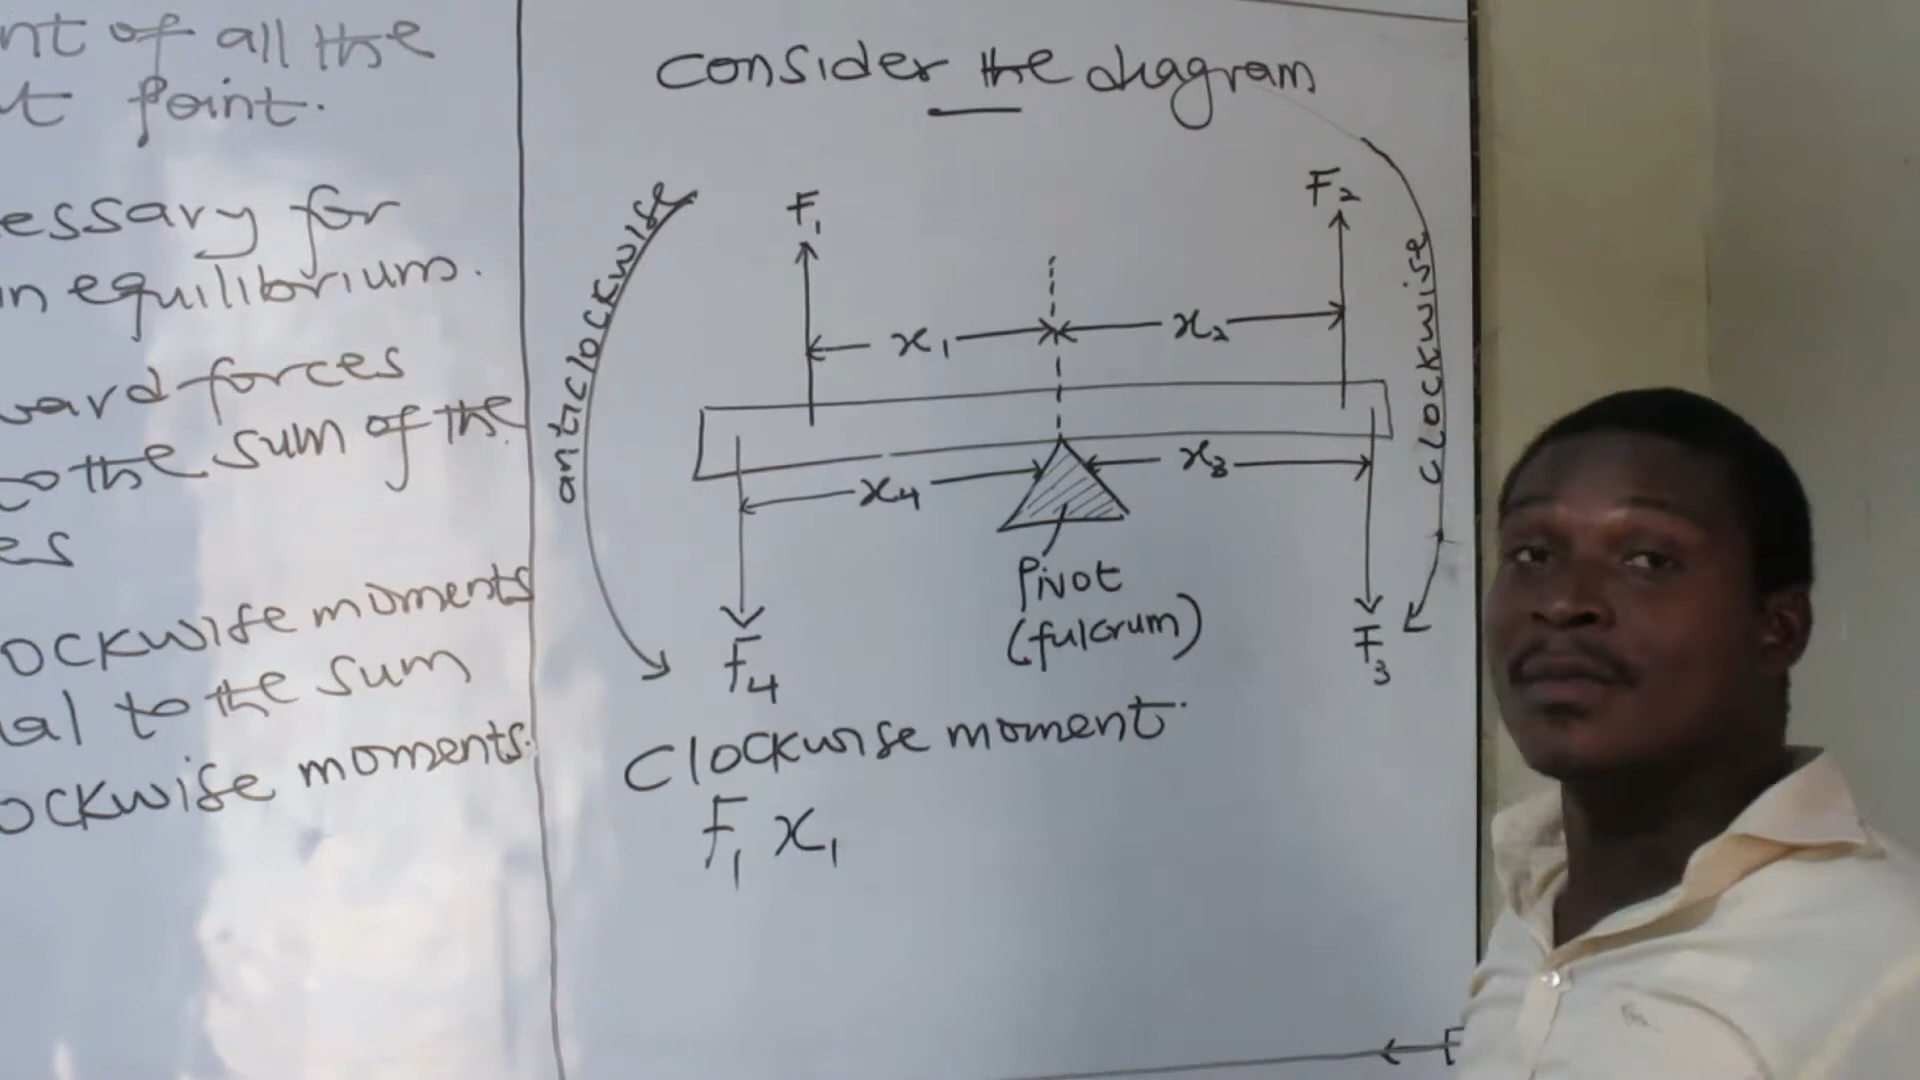 nt of all the
t point.
essary for
in equilibrium.
ward forces
to the sum of the
es
lockwise moments
al to the sum
ockwise moments.
Consider the diagram
anticlockwise
F1
F2
clockwise
x1
x2
x4
x3
Pivot
(fulcrum)
F4
F3
Clockwise moment
F1 x1
F